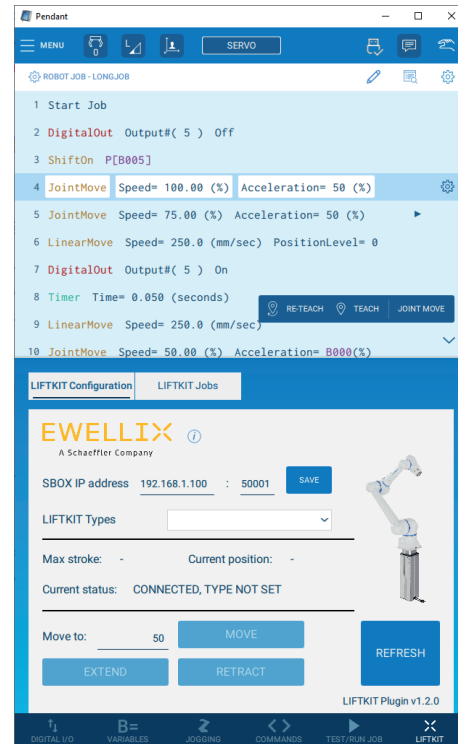 Pendant
MENU 0 SERVO
ROBOT JOB - LONGJOB
1 Start Job
2 DigitalOut Output#( 5 ) Off
3 ShiftOn P[B005]
4 JointMove Speed= 100.00 (%) Acceleration= 50 (%)
5 JointMove Speed= 75.00 (%) Acceleration= 50 (%)
6 LinearMove Speed= 250.0 (mm/sec) PositionLevel= 0
7 DigitalOut Output#( 5 ) On
8 Timer Time= 0.050 (seconds)
RE-TEACH TEACH JOINT MOVE
9 LinearMove Speed= 250.0 (mm/sec)
10 JointMove Speed= 50.00 (%) Acceleration= B000(%)
LIFTKIT Configuration LIFTKIT Jobs
EWELLIX
A Schaeffler Company
SBOX IP address 192.168.1.100 : 50001 SAVE
LIFTKIT Types
Max stroke: - Current position: -
Current status: CONNECTED, TYPE NOT SET
Move to: 50 MOVE
REFRESH
EXTEND RETRACT
LIFTKIT Plugin v1.2.0
B=
DIGITAL I/O VARIABLES JOGGING COMMANDS TEST/RUN JOB LIFTKIT